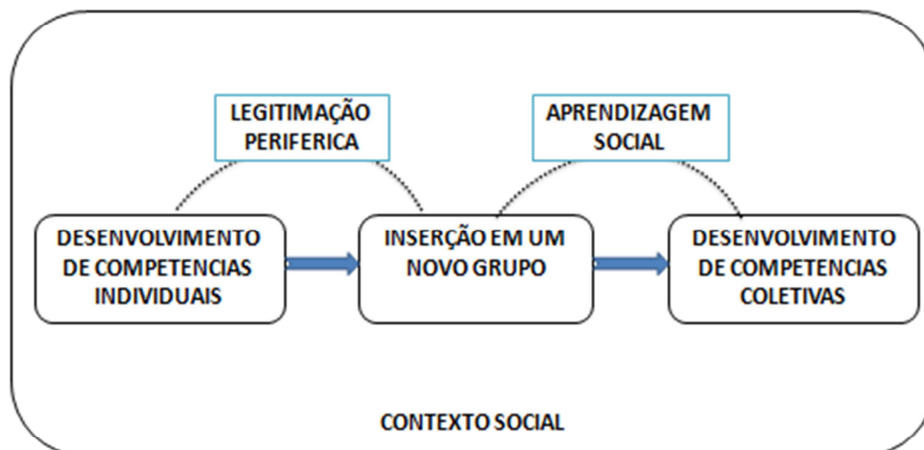 LEGITIMAÇÃO
PERIFERICA
APRENDIZAGEM
SOCIAL
DESENVOLVIMENTO
DE COMPETENCIAS
INDIVIDUAIS
INSERÇÃO EM UM
NOVO GRUPO
DESENVOLVIMENTO
DE COMPETENCIAS
COLETIVAS
CONTEXTO SOCIAL